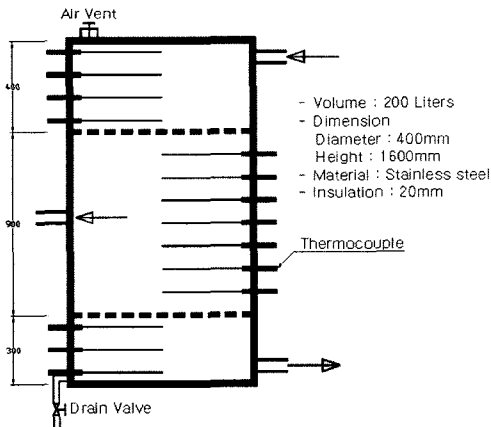 Air Vent
400
- Volume : 200 Liters
- Dimension
Diameter : 400mm
Height : 1600mm
- Material : Stainless steel
- Insulation : 20mm
900
Thermocouple
300
Drain Valve